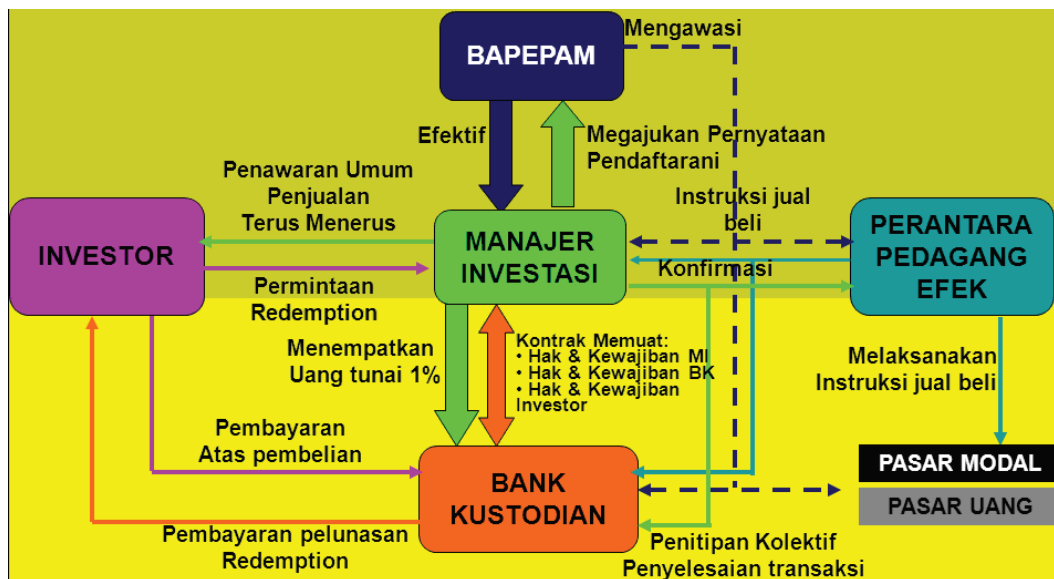 BAPEPAM
Mengawasi
Efektif
Megajukan Pernyataan
Pendaftarani
Penawaran Umum
Penjualan
Terus Menerus
Instruksi jual
beli
INVESTOR
MANAJER
INVESTASI
PERANTARA
PEDAGANG
EFEK
Konfirmasi
Permintaan
Redemption
Menempatkan
Uang tunai 1%
Kontrak Memuat:
• Hak & Kewajiban MI
• Hak & Kewajiban BK
• Hak & Kewajiban
Investor
Melaksanakan
Instruksi jual beli
Pembayaran
Atas pembelian
BANK
KUSTODIAN
PASAR MODAL
PASAR UANG
Pembayaran pelunasan
Redemption
Penitipan Kolektif
Penyelesaian transaksi